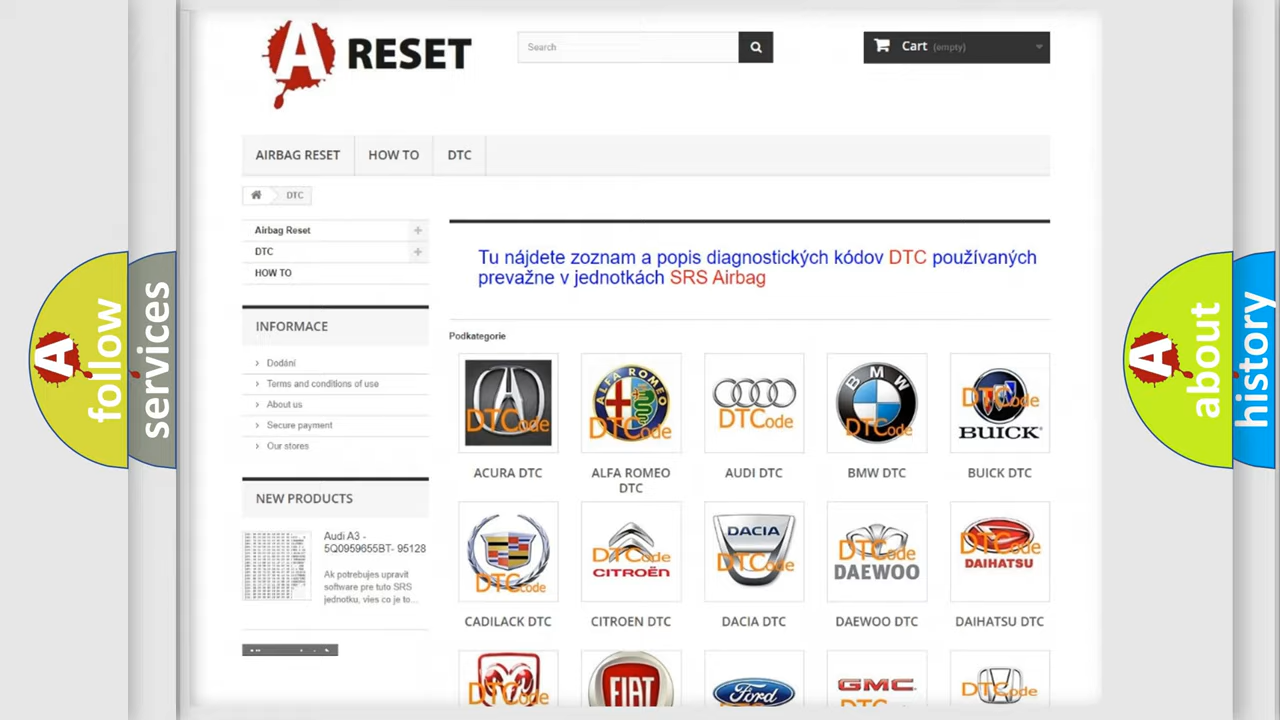 A RESET
Search
Cart (empty)
AIRBAG RESET
HOW TO
DTC
DTC
Airbag Reset
DTC
HOW TO
INFORMACE
Dodání
Terms and conditions of use
About us
Secure payment
Our stores
NEW PRODUCTS
Audi A3 -
5Q0959655BT- 95128
Ak potrebujes upravit
software pre tuto SRS
jednotku, vies co je to...
Tu nájdete zoznam a popis diagnostických kódov DTC používaných
prevažne v jednotkách SRS Airbag
Podkategorie
DTCode
ALFA ROMEO
DTCode
DTCode
BMW
DTCode
DTCode
BUICK
ACURA DTC
ALFA ROMEO
DTC
AUDI DTC
BMW DTC
BUICK DTC
DTCode
DTCode
CITROËN
DACIA
DTCode
DTCode
DAEWOO
DTCode
DAIHATSU
CADILACK DTC
CITROEN DTC
DACIA DTC
DAEWOO DTC
DAIHATSU DTC
DTCode
FIAT
Ford
GMC
DTCode
A follow
services
A about
history